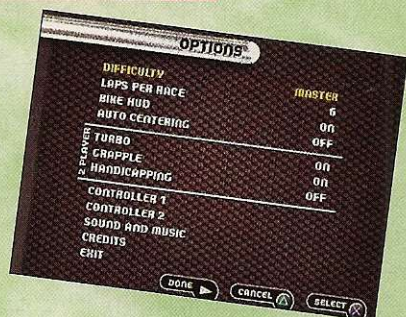 OPTIONS
DIFFICULTY MASTER
LAPS PER RACE 6
BIKE HUD ON
AUTO CENTERING OFF
2 PLAYER
TURBO ON
GRAPPLE ON
HANDICAPPING OFF
CONTROLLER 1
CONTROLLER 2
SOUND AND MUSIC
CREDITS
EXIT
DONE CANCEL SELECT